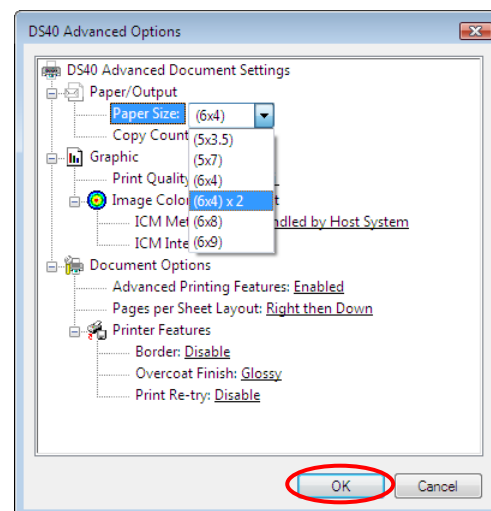 DS40 Advanced Options
DS40 Advanced Document Settings
Paper/Output
Paper Size: (6x4)
Copy Count
(5x3.5)
(5x7)
Graphic
Print Quality
(6x4)
Image Color
(6x4) x 2
t
ICM Met
(6x8)
ndled by Host System
ICM Inte
(6x9)
Document Options
Advanced Printing Features: Enabled
Pages per Sheet Layout: Right then Down
Printer Features
Border: Disable
Overcoat Finish: Glossy
Print Re-try: Disable
OK
Cancel